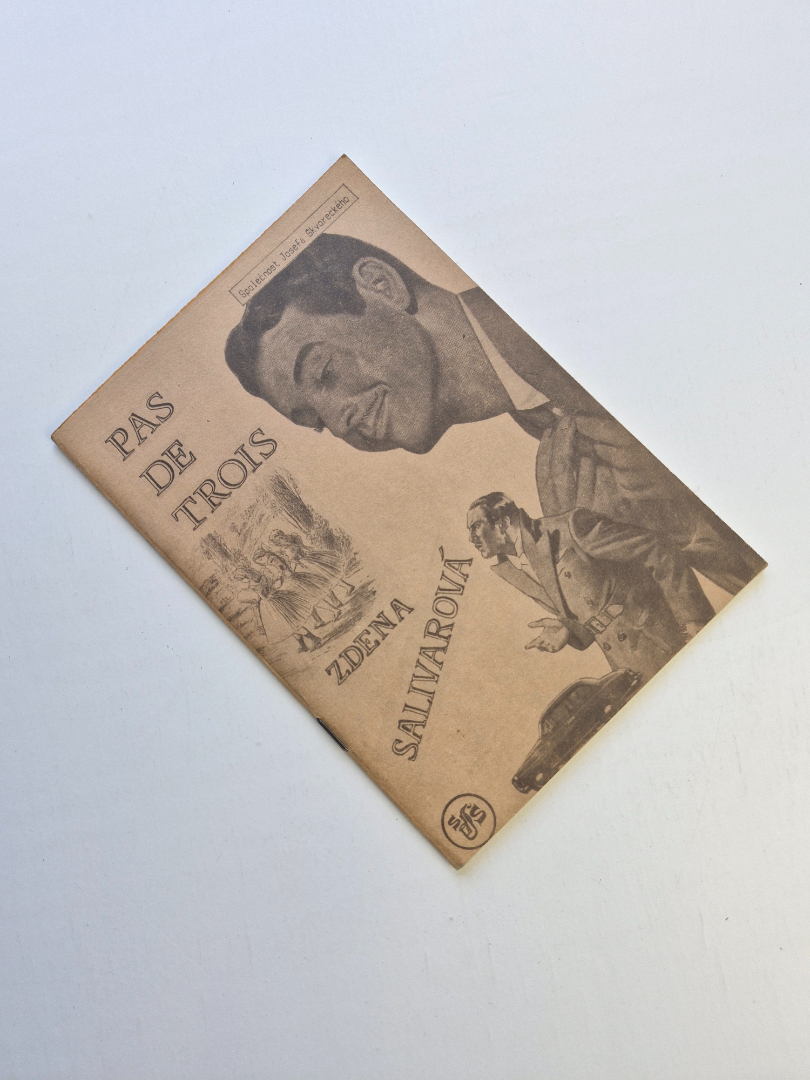 Společnost Josefa Škvoreckého
PAS
DE
TROIS
ZDENA
SALIVAROVÁ